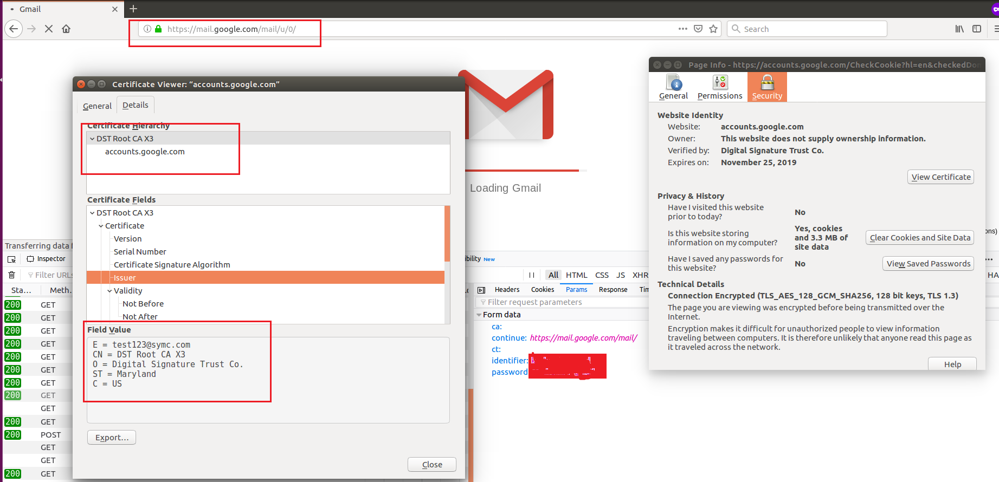 Gmail
https://mail.google.com/mail/u/0/
Search
Certificate Viewer: “accounts.google.com”
General
Details
Certificate Hierarchy
DST Root CA X3
accounts.google.com
Certificate Fields
DST Root CA X3
Certificate
Version
Serial Number
Certificate Signature Algorithm
Issuer
Validity
Not Before
Not After
Field Value
E = test123@symc.com
CN = DST Root CA X3
O = Digital Signature Trust Co.
ST = Maryland
C = US
Export...
Close
Loading Gmail
Page Info - https://accounts.google.com/CheckCookie?hl=en&checkedDon
General
Permissions
Security
Website Identity
Website: accounts.google.com
Owner: This website does not supply ownership information.
Verified by: Digital Signature Trust Co.
Expires on: November 25, 2019
View Certificate
Privacy & History
Have I visited this website prior to today? No
Is this website storing information on my computer? Yes, cookies and 3.3 MB of site data
Clear Cookies and Site Data
Have I saved any passwords for this website? No
View Saved Passwords
Technical Details
Connection Encrypted (TLS_AES_128_GCM_SHA256, 128 bit keys, TLS 1.3)
The page you are viewing was encrypted before being transmitted over the
Internet.
Encryption makes it difficult for unauthorized people to view information
traveling between computers. It is therefore unlikely that anyone read this page as
it traveled across the network.
Help
Transferring data
Inspector
ibility New
ons)
Filter URLs
All HTML CSS JS XHR
HA
Sta... Meth.
200 GET
200 GET
200 GET
200 GET
200 GET
200 GET
200 GET
200 GET
GET
200 GET
200 POST
GET
GET
200 GET
Headers Cookies Params Response Tim
Filter request parameters
Form data
ca:
continue: https://mail.google.com/mail/
ct:
identifier:
password